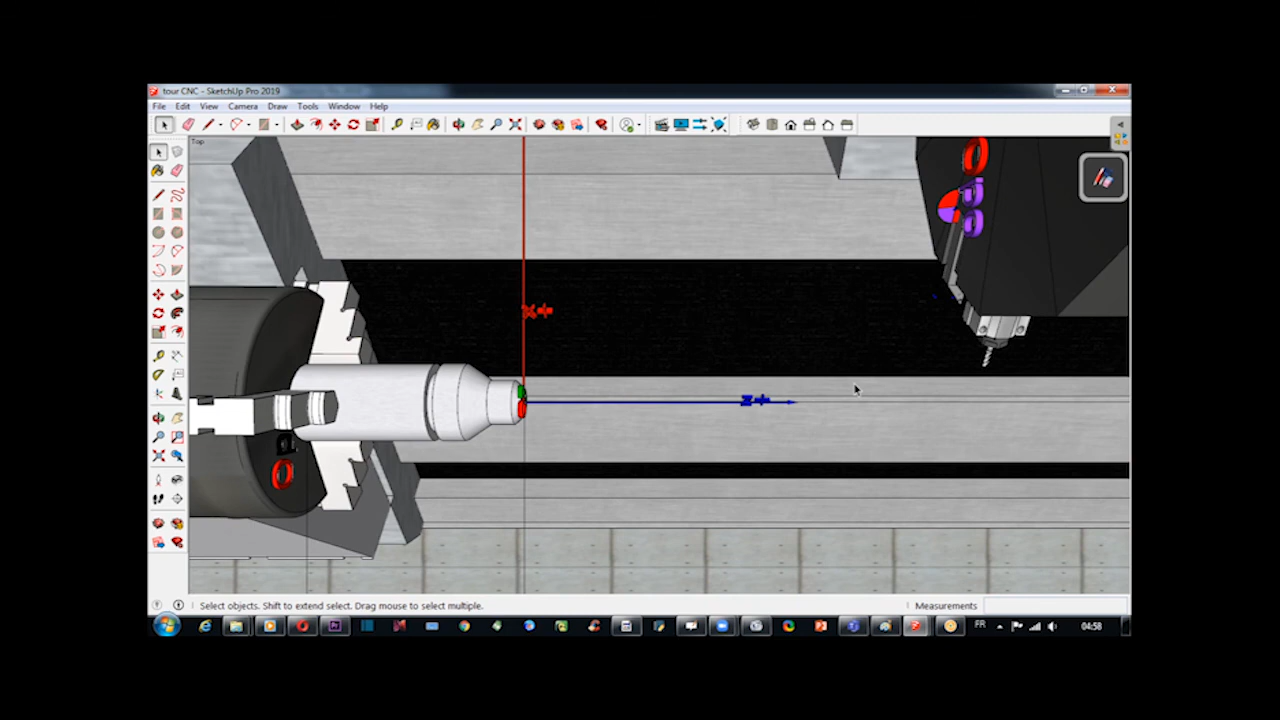 tour CNC - SketchUp Pro 2019
File Edit View Camera Draw Tools Window Help
Top
X+
Z+
Select objects. Shift to extend select. Drag mouse to select multiple.
Measurements
FR
04:58